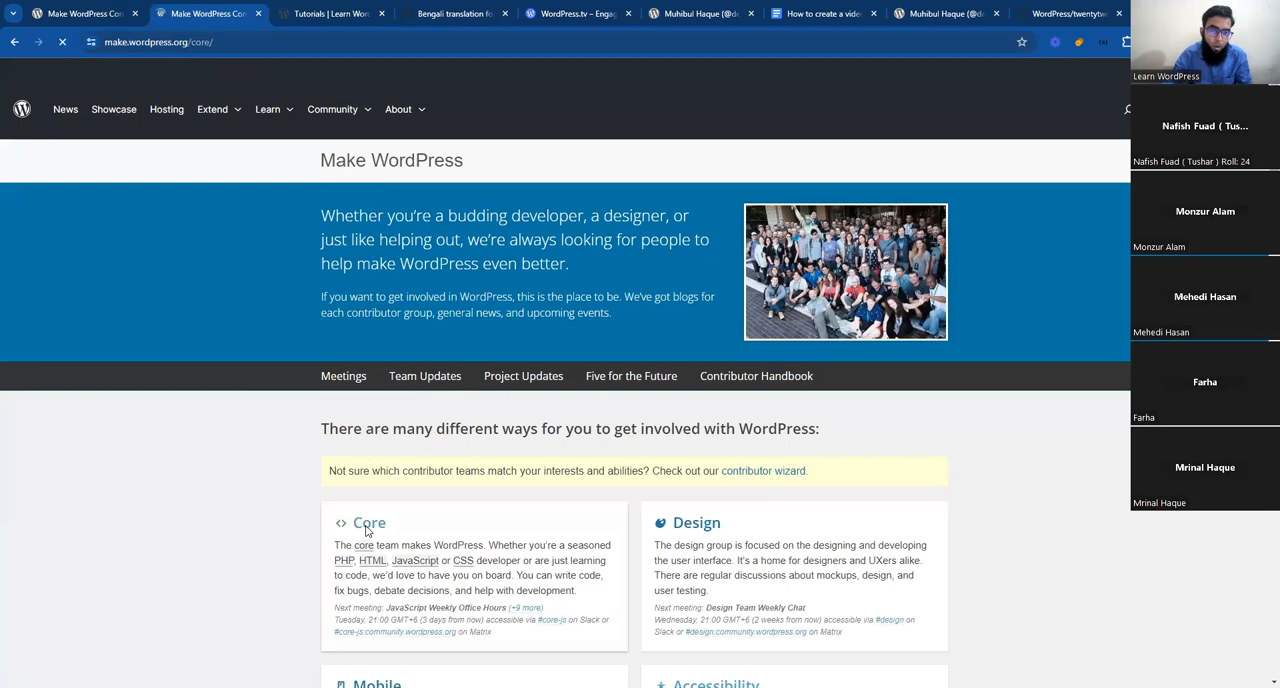 Make WordPress Con
Make WordPress Cor
Tutorials | Learn Wor
Bengali translation fo
WordPress.tv – Engag
Muhibul Haque (@de
How to create a vide
Muhibul Haque (@de
WordPress/twentytw
make.wordpress.org/core/
News
Showcase
Hosting
Extend
Learn
Community
About
Make WordPress
Whether you're a budding developer, a designer, or
just like helping out, we're always looking for people to
help make WordPress even better.
If you want to get involved in WordPress, this is the place to be. We've got blogs for
each contributor group, general news, and upcoming events.
Meetings
Team Updates
Project Updates
Five for the Future
Contributor Handbook
There are many different ways for you to get involved with WordPress:
Not sure which contributor teams match your interests and abilities? Check out our contributor wizard.
Core
The core team makes WordPress. Whether you're a seasoned
PHP, HTML, JavaScript or CSS developer or are just learning
to code, we'd love to have you on board. You can write code,
fix bugs, debate decisions, and help with development.
Next meeting: JavaScript Weekly Office Hours (+9 more)
Tuesday, 21:00 GMT+6 (3 days from now) accessible via #core-js on Slack or
#core-js:community.wordpress.org on Matrix
Design
The design group is focused on the designing and developing
the user interface. It's a home for designers and UXers alike.
There are regular discussions about mockups, design, and
user testing.
Next meeting: Design Team Weekly Chat
Wednesday, 21:00 GMT+6 (2 weeks from now) accessible via #design on
Slack or #design:community.wordpress.org on Matrix
Mobile
Accessibility
Learn WordPress
Nafish Fuad ( Tus...
Nafish Fuad ( Tushar ) Roll: 24
Monzur Alam
Monzur Alam
Mehedi Hasan
Mehedi Hasan
Farha
Farha
Mrinal Haque
Mrinal Haque